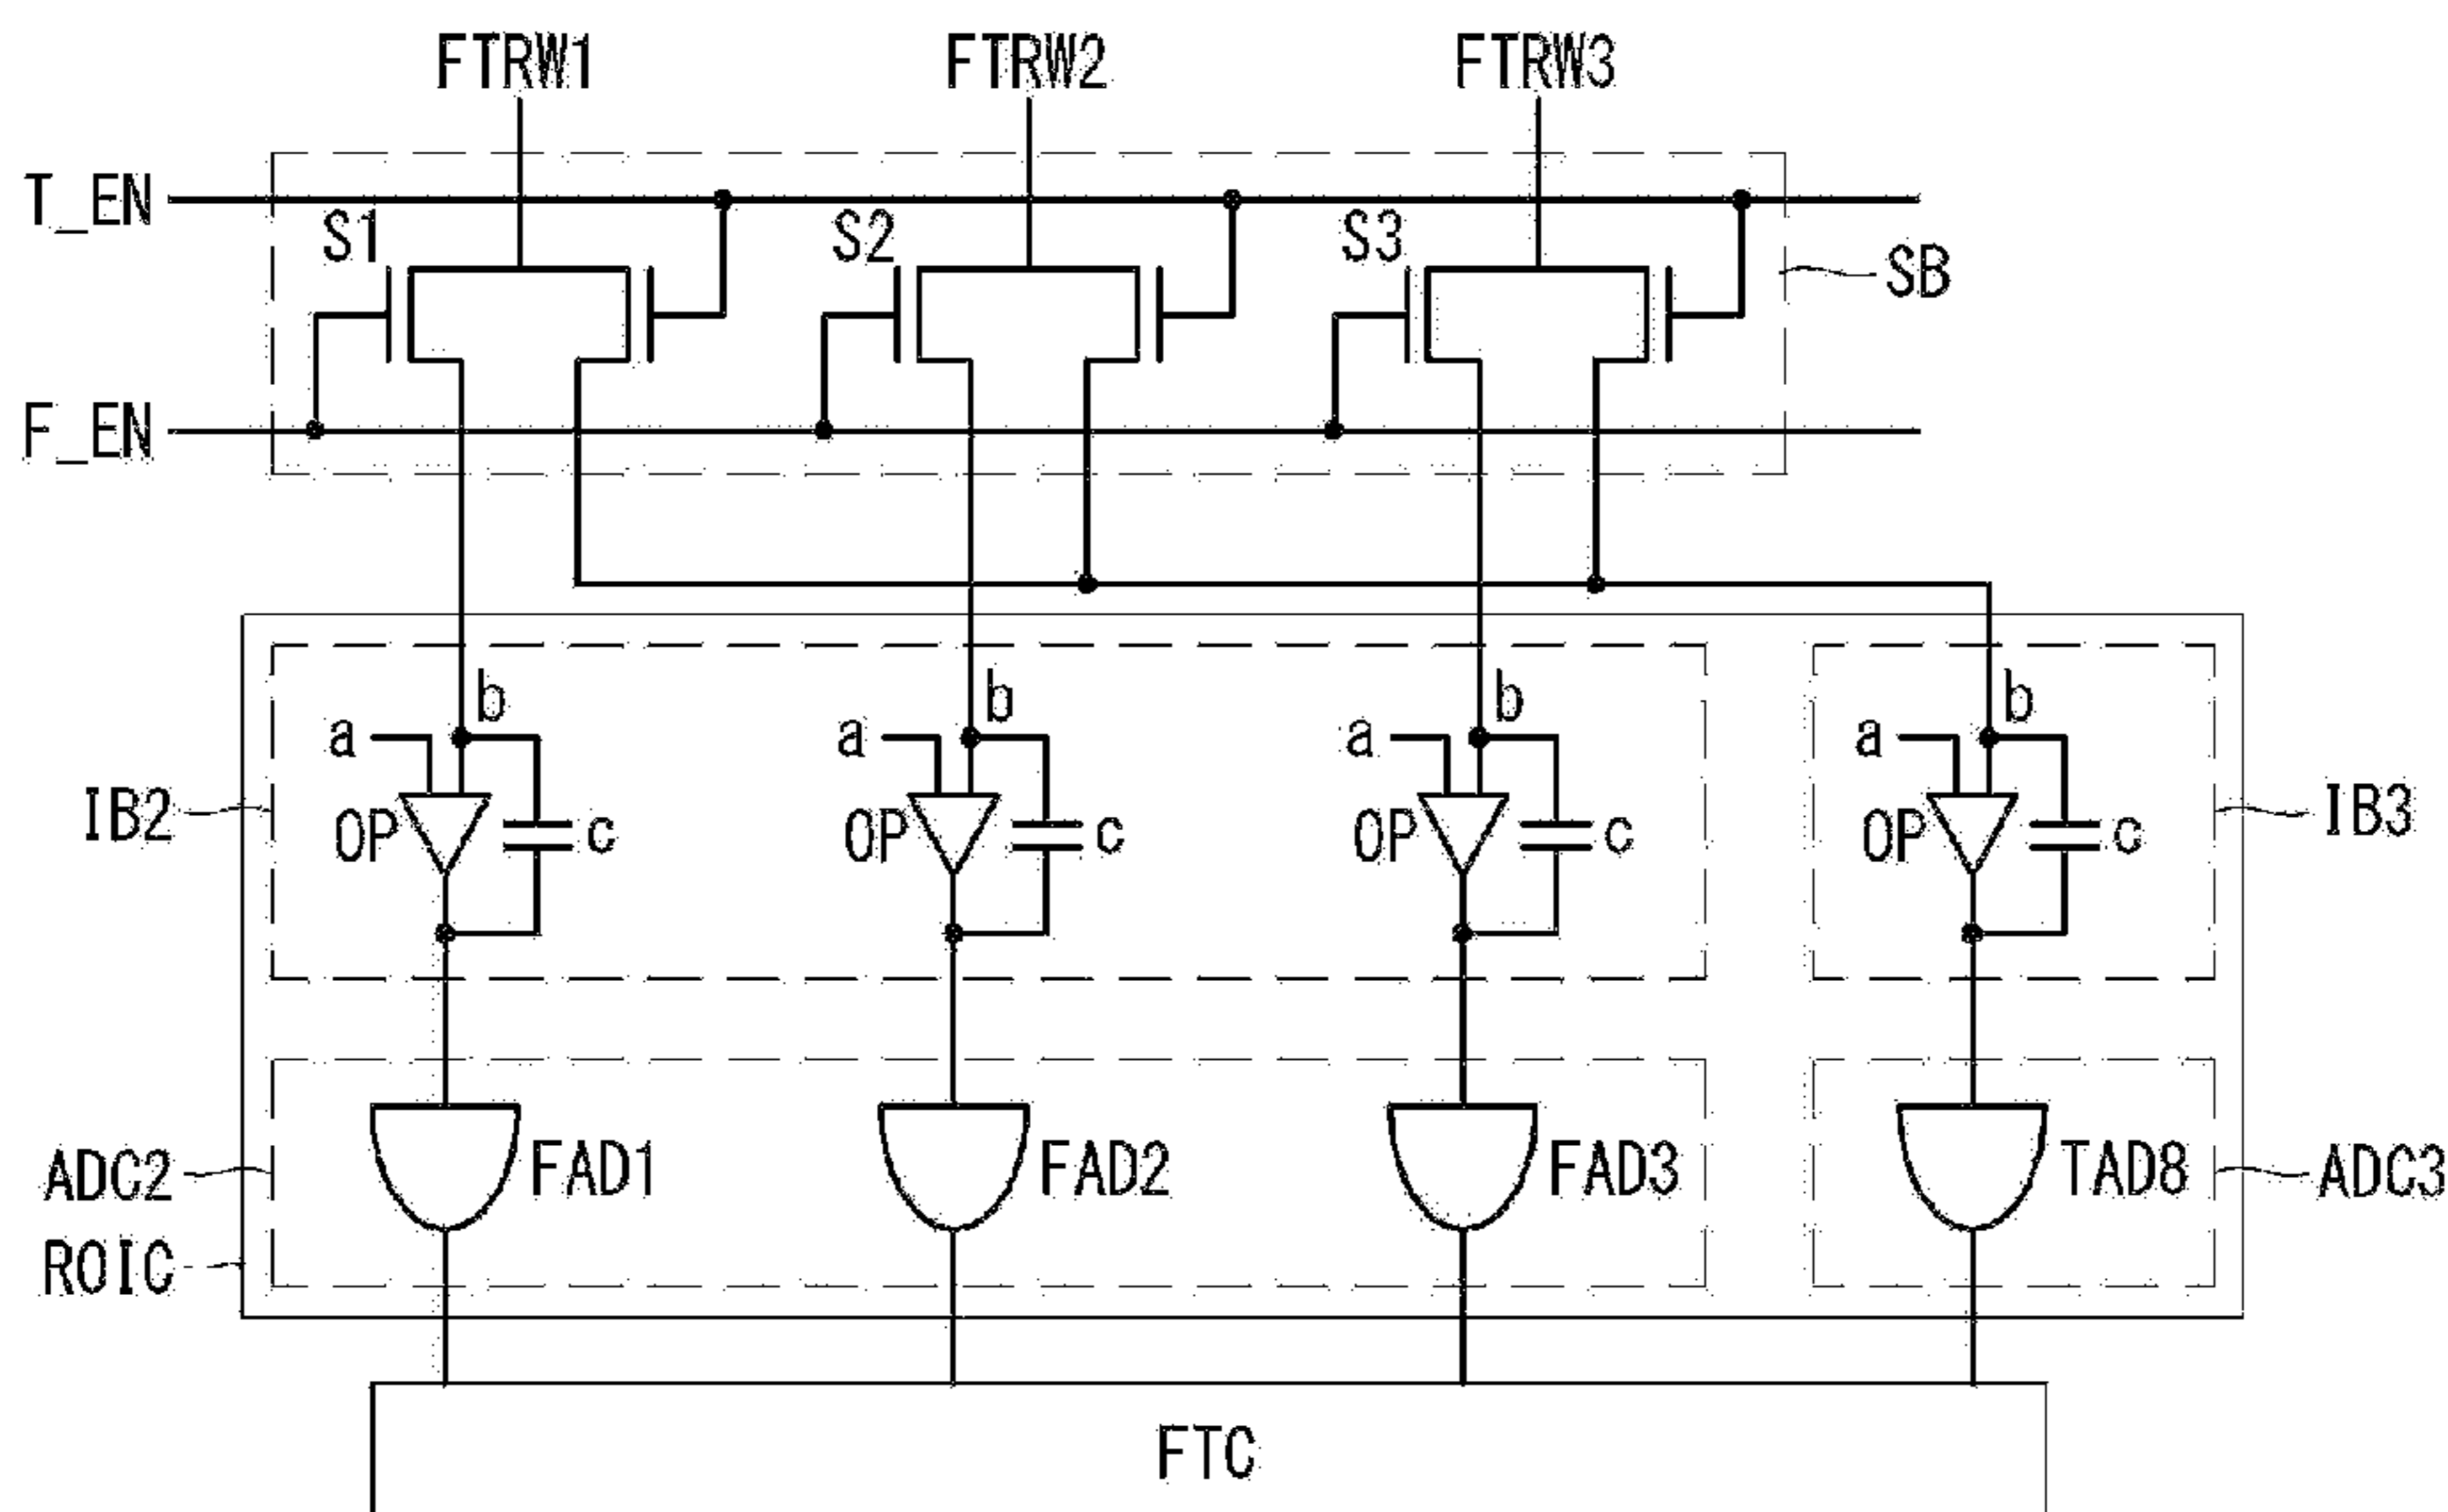 FTRW1 FTRW2 FTRW3
T_EN
S1 S2 S3
SB
F_EN
b b b b
a a a a
IB2 OP c OP c OP c OP c IB3
ADC2 FAD1 FAD2 FAD3 TAD8 ADC3
ROIC
FTC